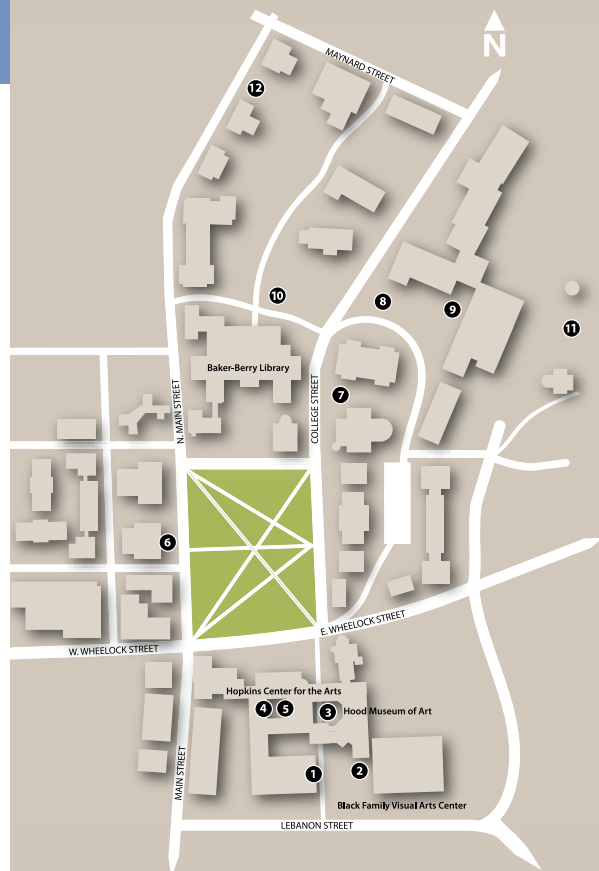 MAYNARD STREET
N
12
10
8
9
11
Baker-Berry Library
7
N. MAIN STREET
COLLEGE STREET
6
E. WHEELOCK STREET
W. WHEELOCK STREET
Hopkins Center for the Arts
4
5
3
Hood Museum of Art
1
2
MAIN STREET
Black Family Visual Arts Center
LEBANON STREET